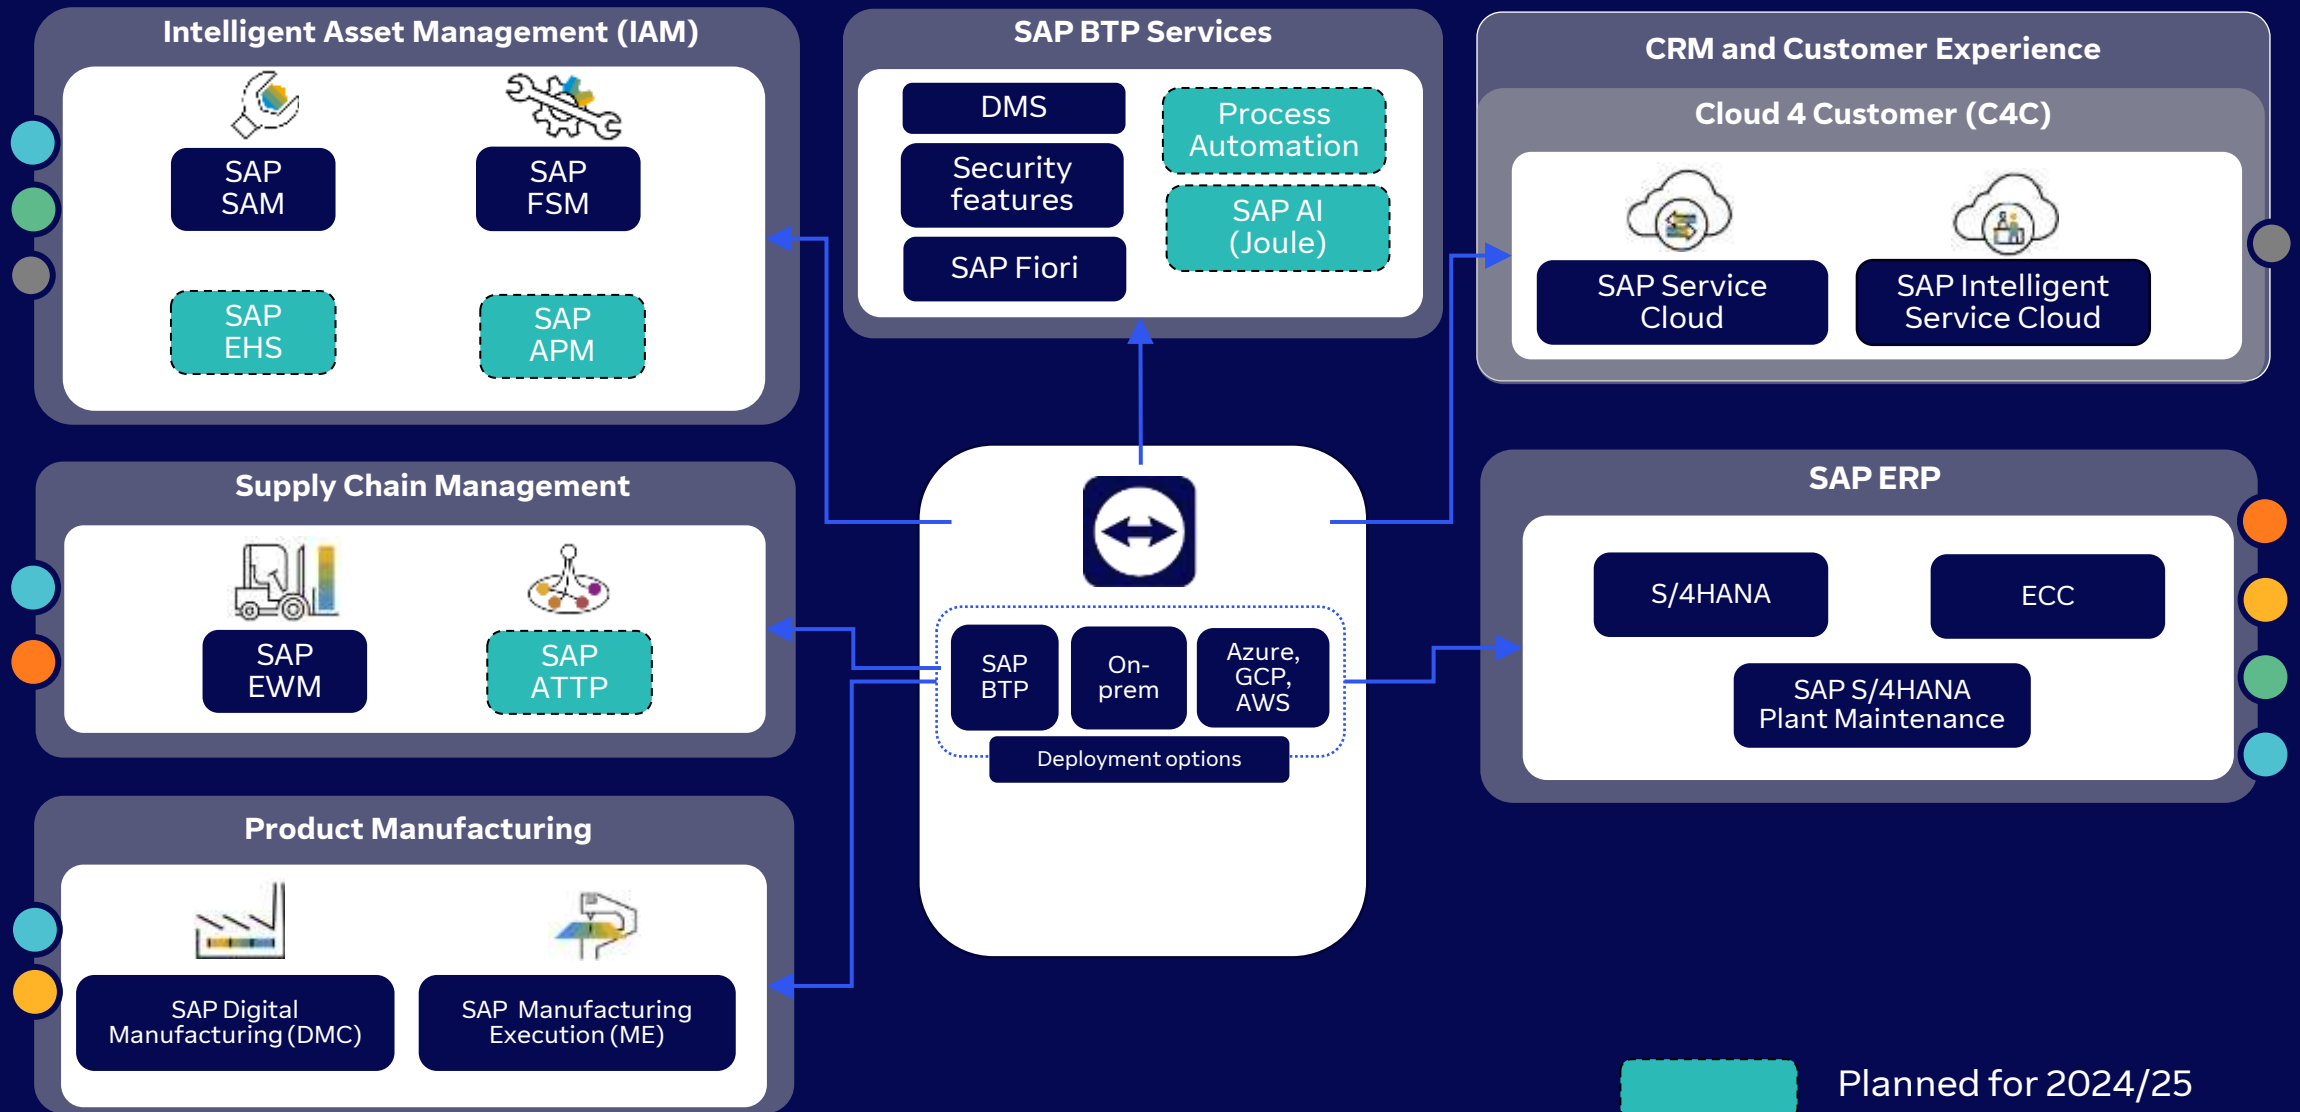 Intelligent Asset Management (IAM)
SAP
SAM
SAP
FSM
SAP
EHS
SAP
APM
SAP BTP Services
DMS
Security
features
SAP Fiori
Process
Automation
SAP AI
(Joule)
CRM and Customer Experience
Cloud 4 Customer (C4C)
SAP Service
Cloud
SAP Intelligent
Service Cloud
Supply Chain Management
SAP
EWM
SAP
ATTP
SAP
BTP
On-
prem
Azure,
GCP,
AWS
Deployment options
SAP ERP
S/4HANA
ECC
SAP S/4HANA
Plant Maintenance
Product Manufacturing
SAP Digital
Manufacturing (DMC)
SAP Manufacturing
Execution (ME)
Planned for 2024/25